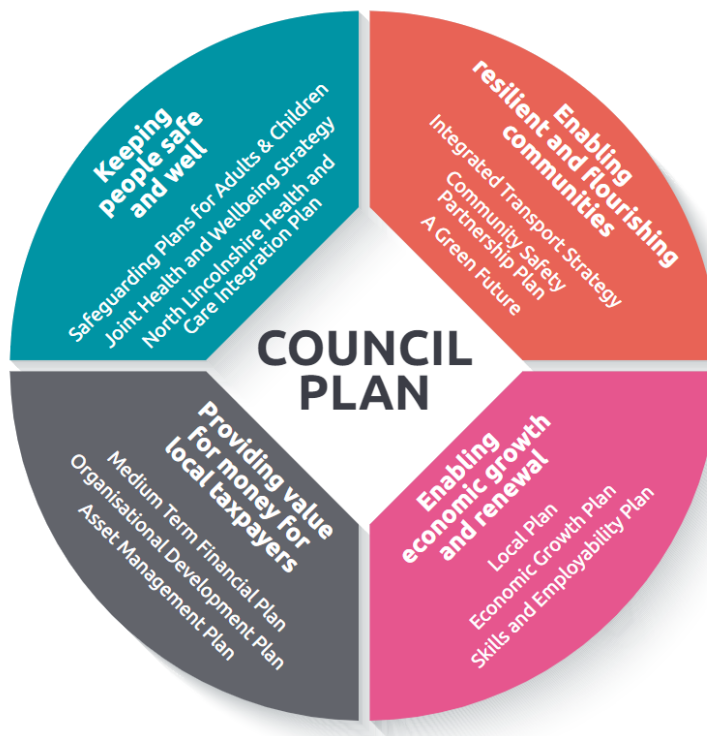 Keeping
people safe
and well
Safeguarding Plans for Adults & Children
Joint Health and Wellbeing Strategy
North Lincolnshire Health and
Care Integration Plan
Enabling
resilient and flourishing
communities
Integrated Transport Strategy
Community Safety
Partnership Plan
A Green Future
COUNCIL
PLAN
Providing value
for money for
local taxpayers
Medium Term Financial Plan
Organisational Development Plan
Asset Management Plan
Enabling
economic growth
and renewal
Local Plan
Economic Growth Plan
Skills and Employability Plan